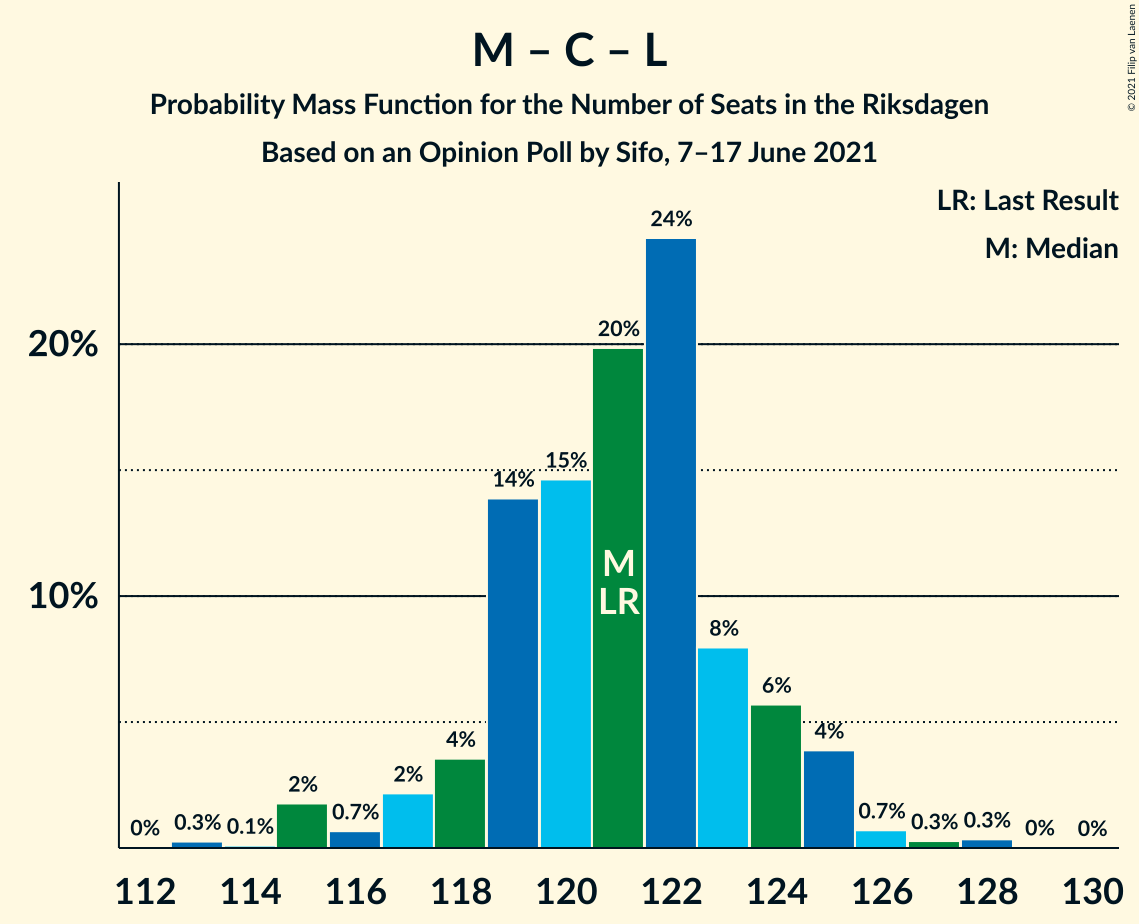 M – C – L
Probability Mass Function for the Number of Seats in the Riksdagen
Based on an Opinion Poll by Sifo, 7–17 June 2021
© 2021 Filip van Laenen
LR: Last Result
M: Median
20%
10%
0%
0.3%
0.1%
2%
0.7%
2%
4%
14%
15%
20%
24%
8%
6%
4%
0.7%
0.3%
0.3%
0%
0%
M
LR
112 114 116 118 120 122 124 126 128 130